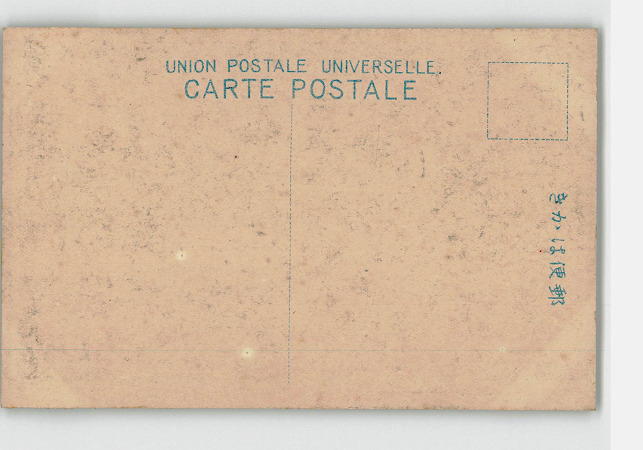 UNION POSTALE UNIVERSELLE.
CARTE POSTALE
きかは便郵